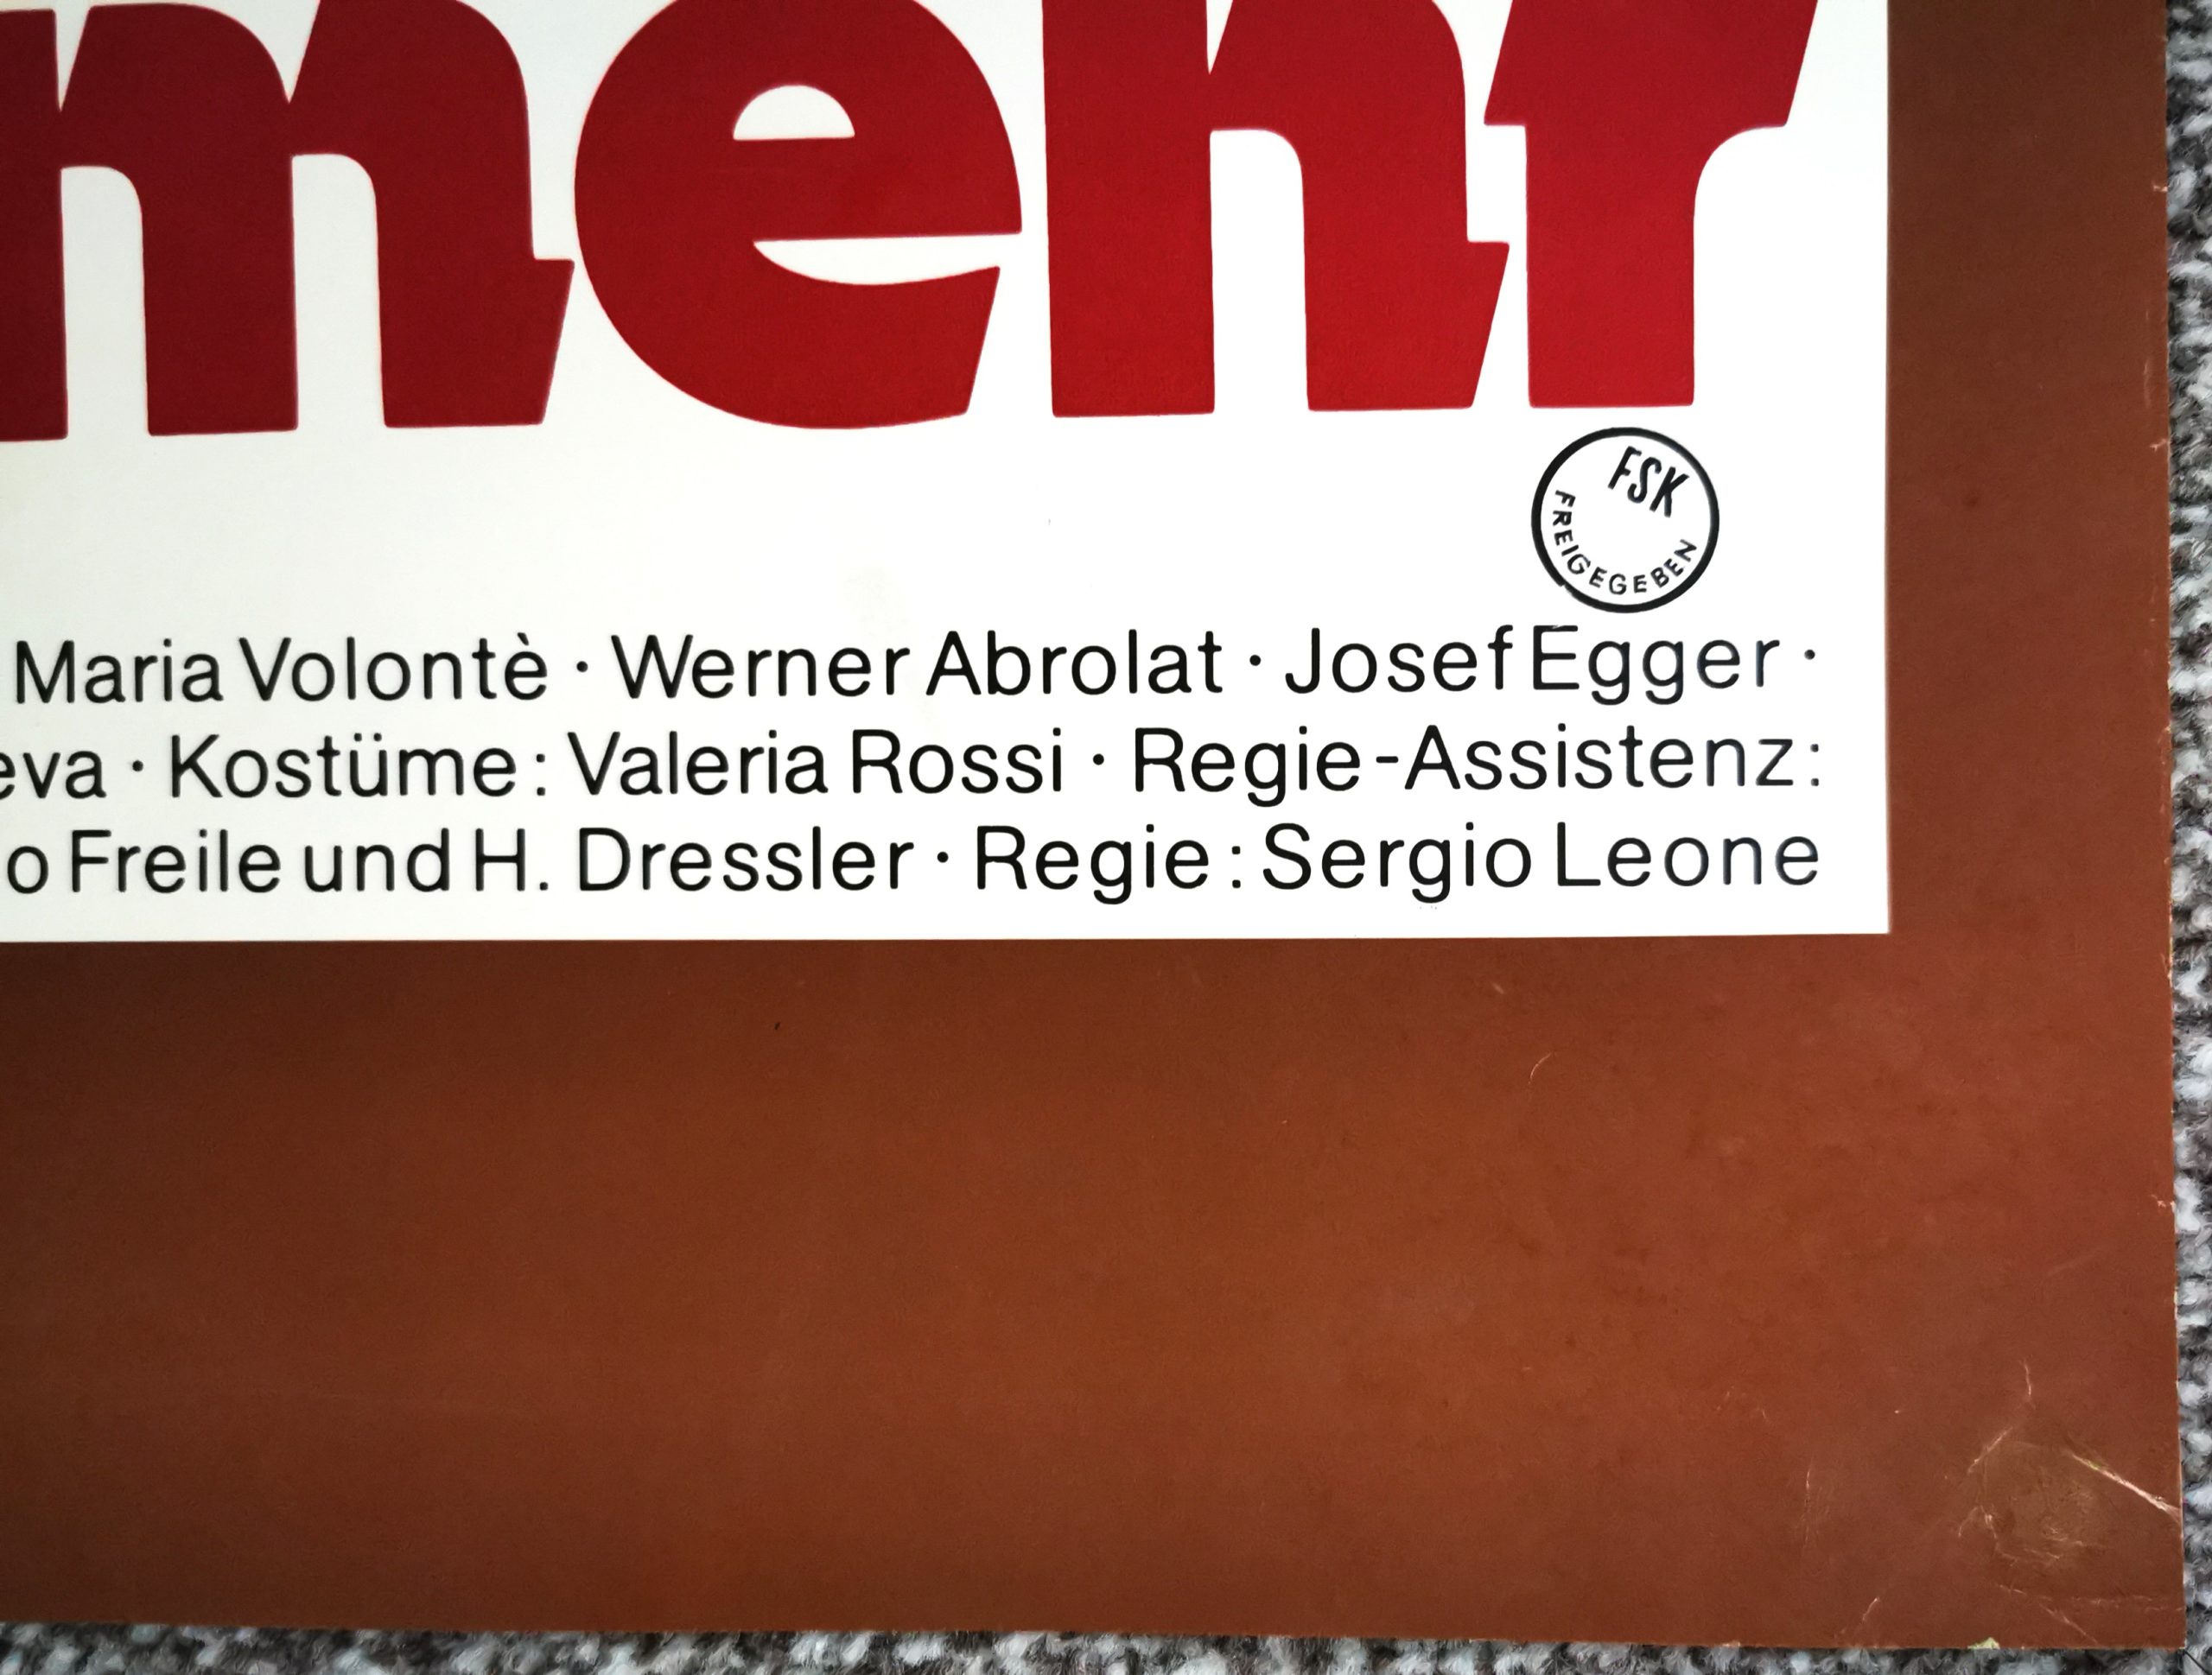 ment
FSK
FREIGEGEBEN
Maria Volontè · Werner Abrolat · Josef Egger ·
eva · Kostüme: Valeria Rossi · Regie-Assistenz:
o Freile und H. Dressler · Regie: Sergio Leone